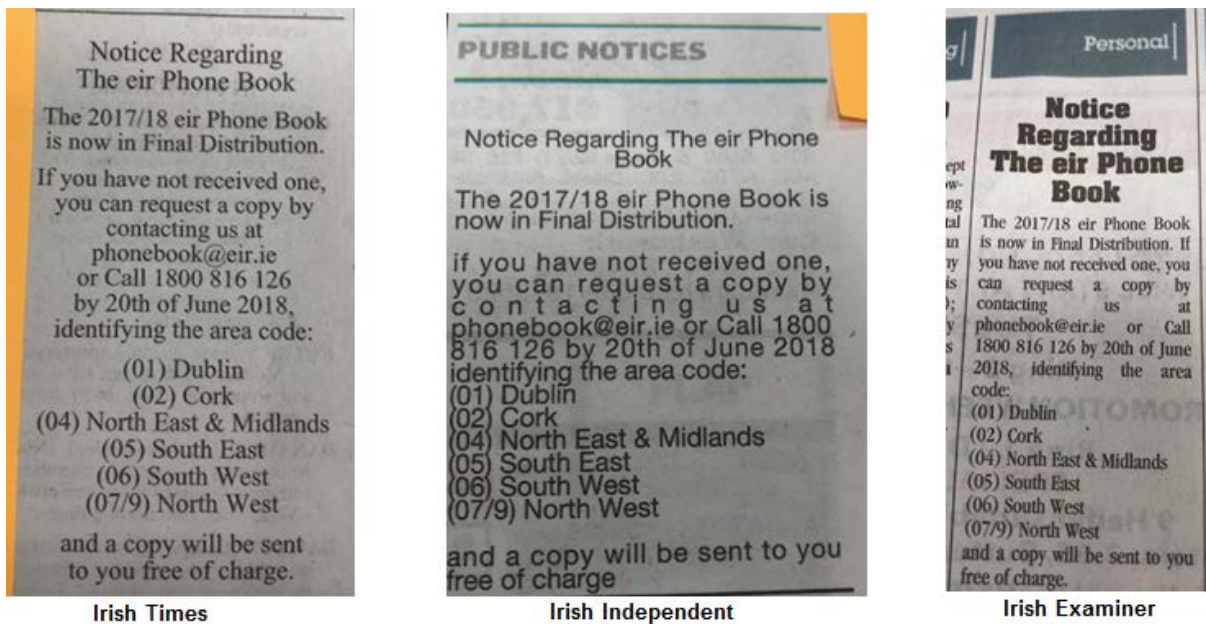 Notice Regarding
The eir Phone Book
The 2017/18 eir Phone Book
is now in Final Distribution.
If you have not received one,
you can request a copy by
contacting us at
phonebook@eir.ie
or Call 1800 816 126
by 20th of June 2018,
identifying the area code:
(01) Dublin
(02) Cork
(04) North East & Midlands
(05) South East
(06) South West
(07/9) North West
and a copy will be sent
to you free of charge.
Irish Times
PUBLIC NOTICES
Notice Regarding The eir Phone
Book
The 2017/18 eir Phone Book is
now in Final Distribution.
if you have not received one,
you can request a copy by
contacting us at
phonebook@eir.ie or Call 1800
816 126 by 20th of June 2018
identifying the area code:
(01) Dublin
(02) Cork
(04) North East & Midlands
(05) South East
(06) South West
(07/9) North West
and a copy will be sent to you
free of charge
Irish Independent
Personal
Notice
Regarding
The eir Phone
Book
The 2017/18 eir Phone Book
is now in Final Distribution. If
you have not received one, you
can request a copy by
contacting us at
phonebook@eir.ie or Call
1800 816 126 by 20th of June
2018, identifying the area
code:
(01) Dublin
(02) Cork
(04) North East & Midlands
(05) South East
(06) South West
(07/9) North West
and a copy will be sent to you
free of charge.
Irish Examiner